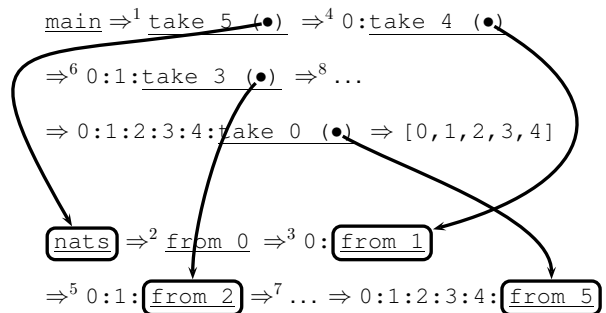 main ⇒1 take 5 (●) ⇒4 0:take 4 (●)
⇒6 0:1:take 3 (●) ⇒8 ...
⇒ 0:1:2:3:4:take 0 (●) ⇒ [0,1,2,3,4]
nats ⇒2 from 0 ⇒3 0: from 1
⇒5 0:1: from 2 ⇒7 ... ⇒ 0:1:2:3:4: from 5